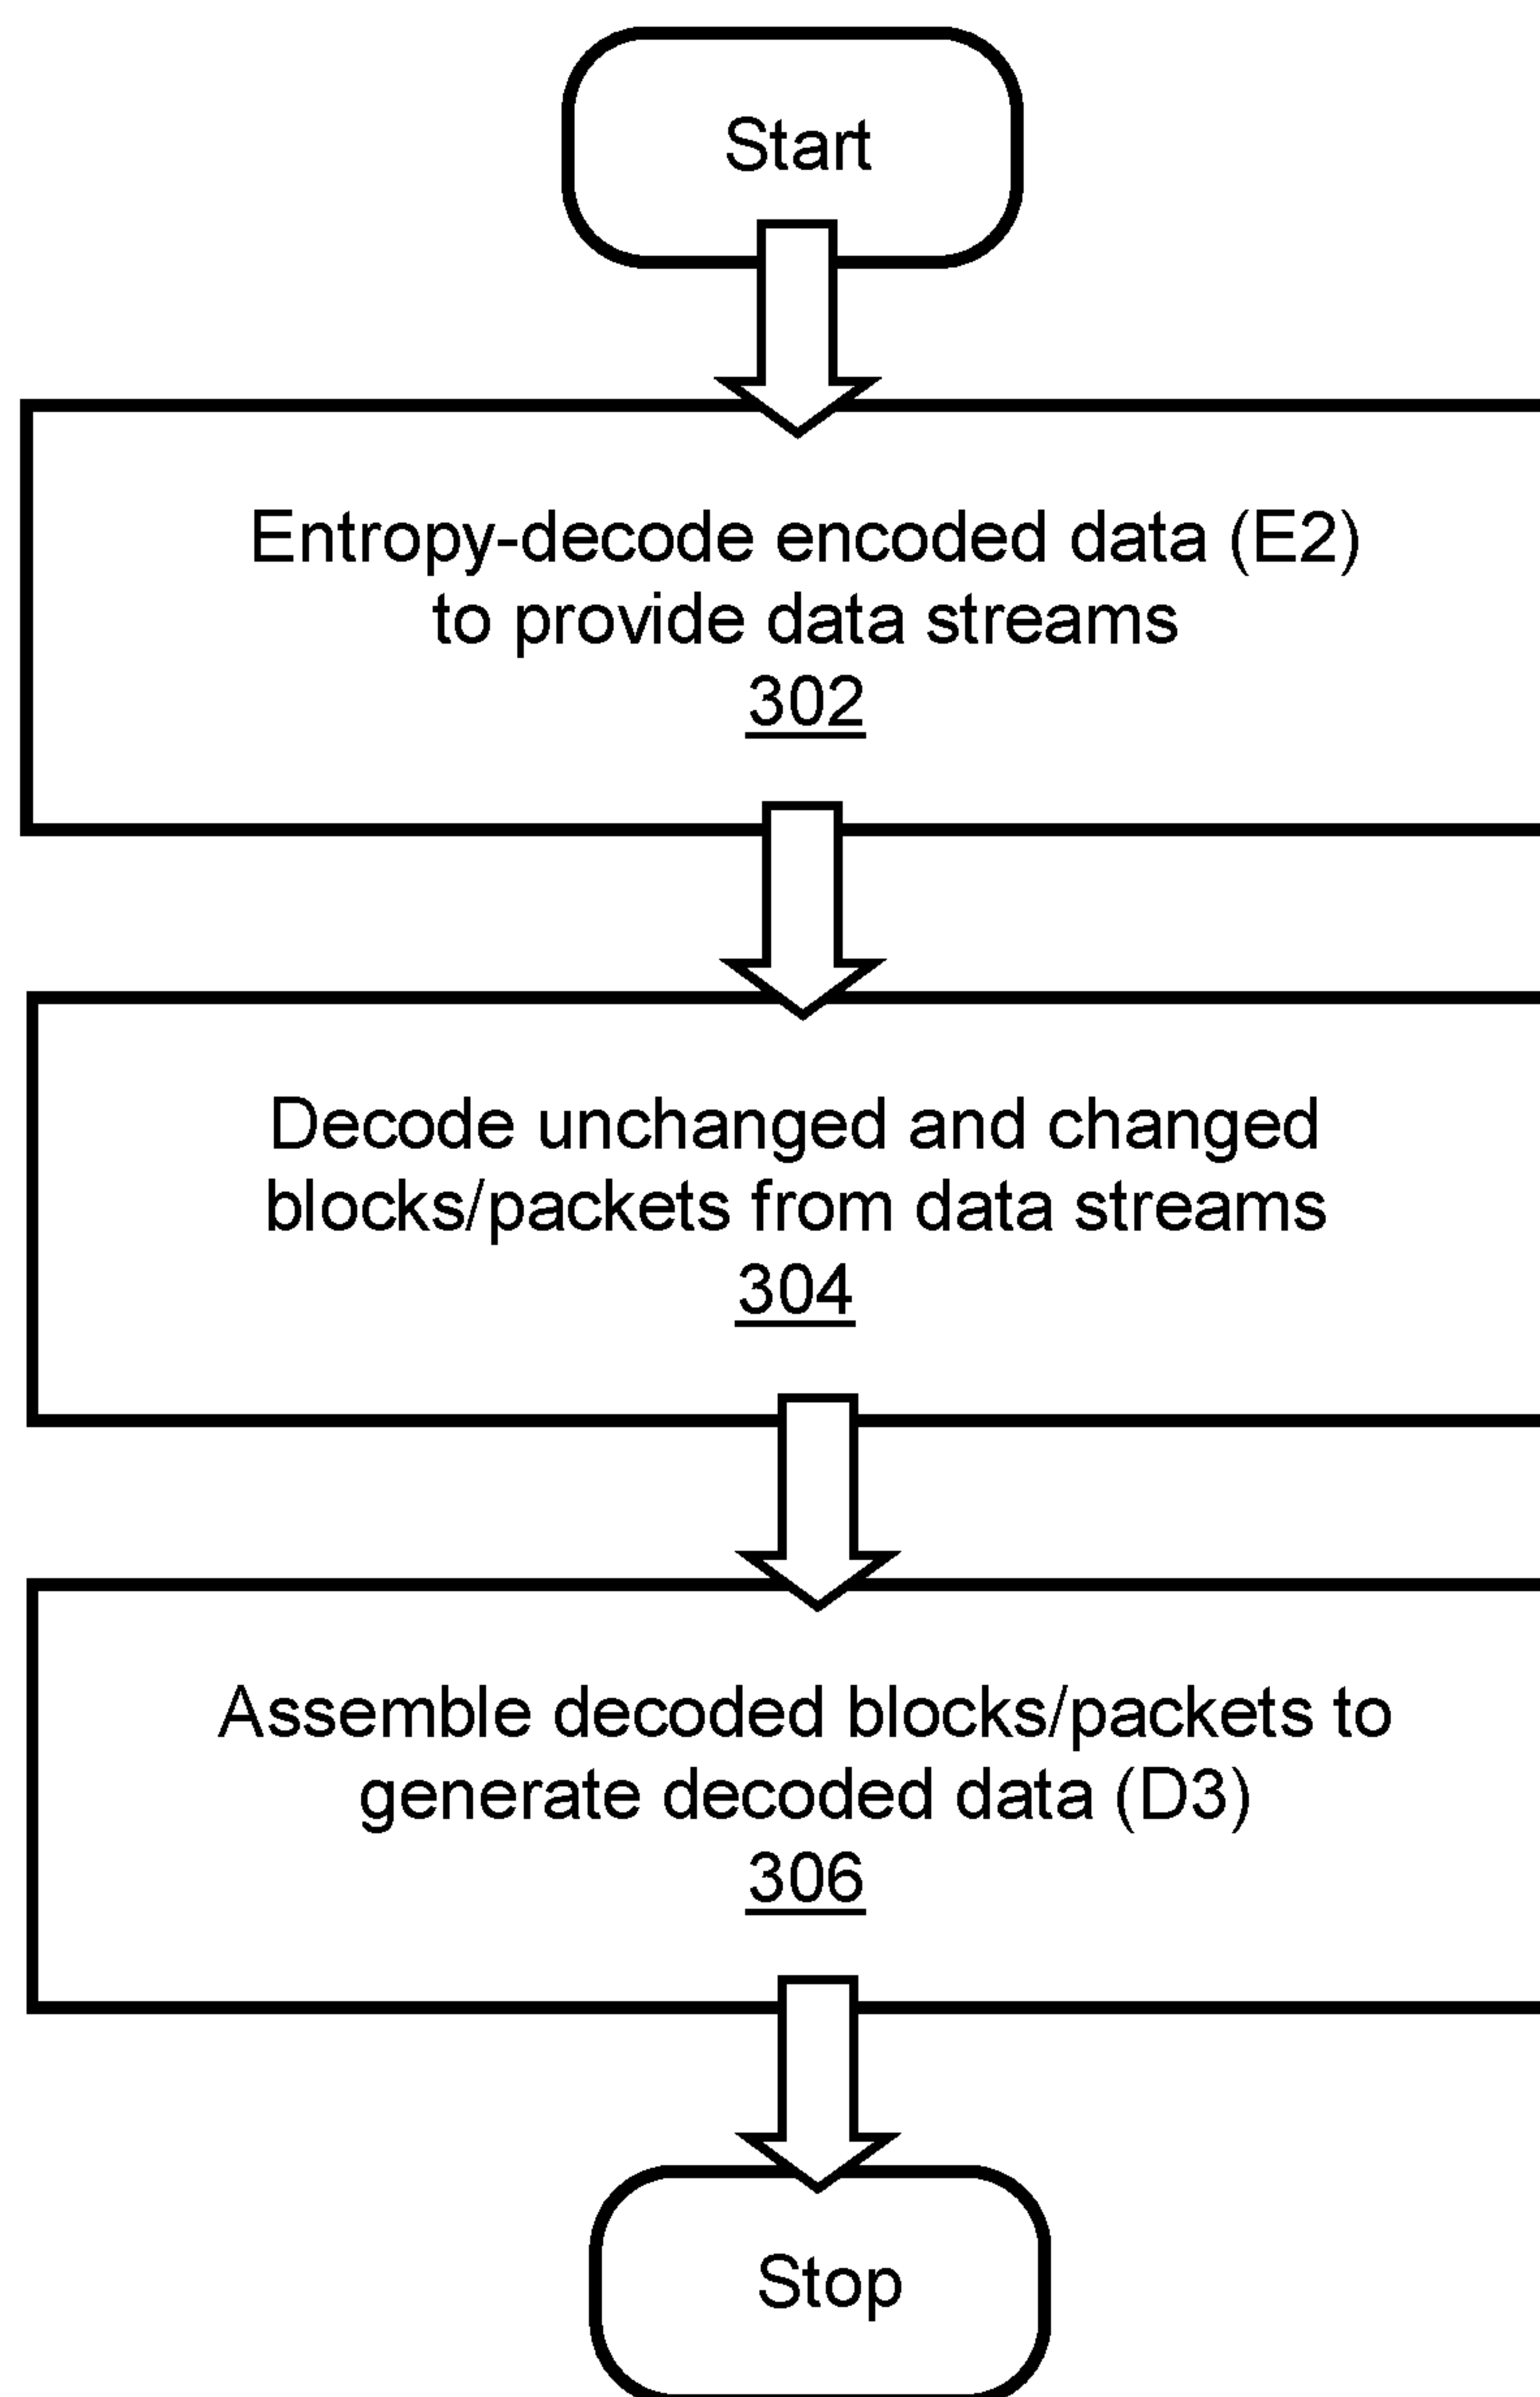 Start
Entropy-decode encoded data (E2)
to provide data streams
302
Decode unchanged and changed
blocks/packets from data streams
304
Assemble decoded blocks/packets to
generate decoded data (D3)
306
Stop